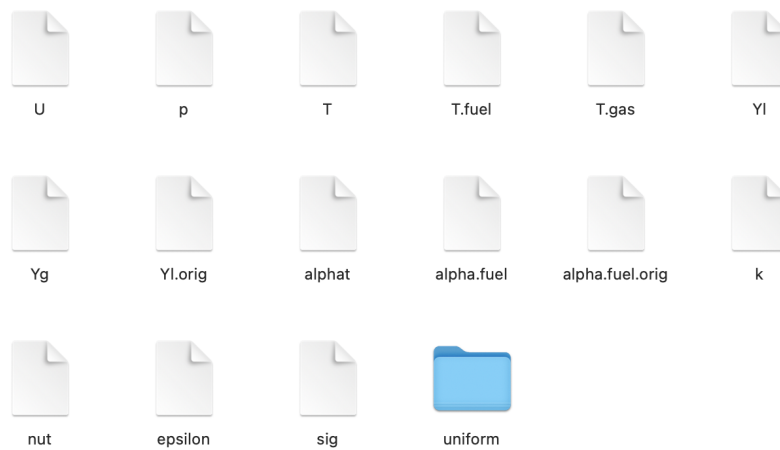 U p T T.fuel T.gas Yl
Yg Yl.orig alphat alpha.fuel alpha.fuel.orig k
nut epsilon sig uniform